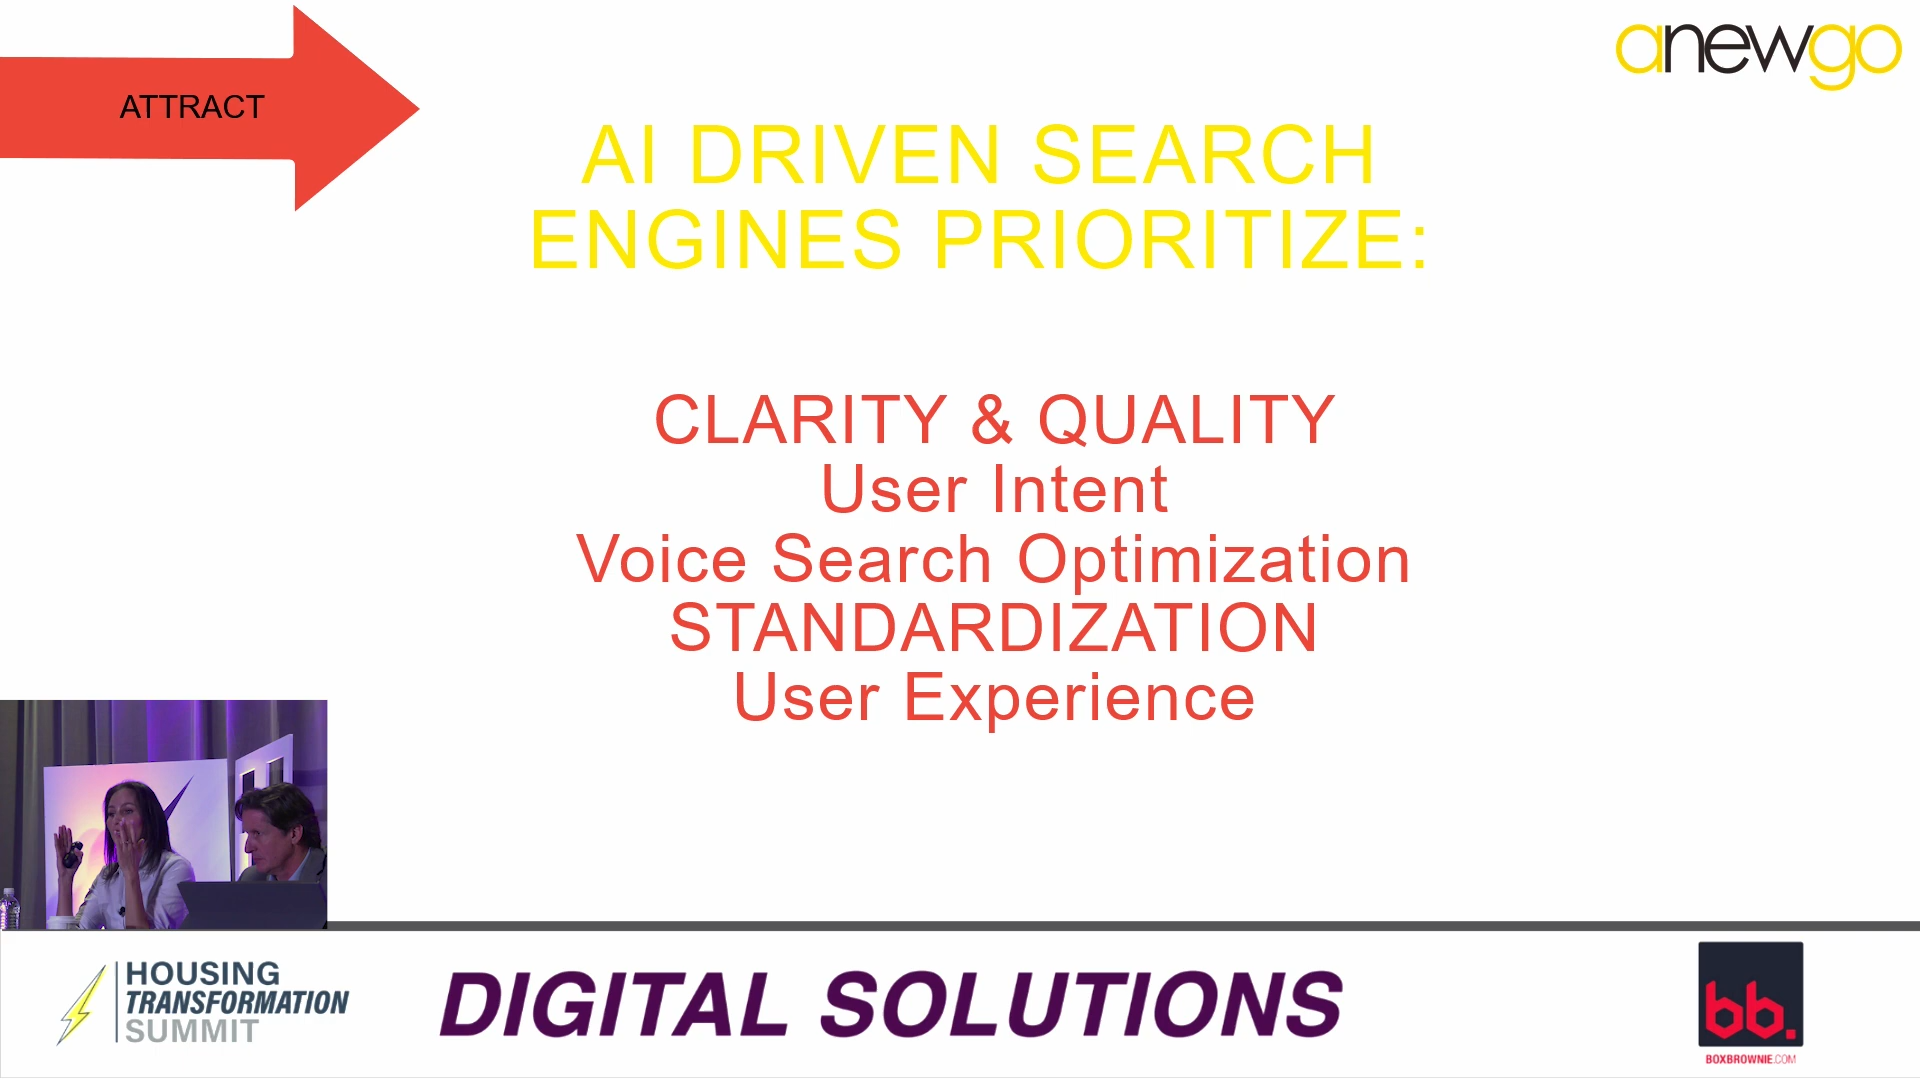 ATTRACT
anewgo
AI DRIVEN SEARCH
ENGINES PRIORITIZE:
CLARITY & QUALITY
User Intent
Voice Search Optimization
STANDARDIZATION
User Experience
HOUSING
TRANSFORMATION
SUMMIT
DIGITAL SOLUTIONS
bb.
BOXBROWNIE.COM